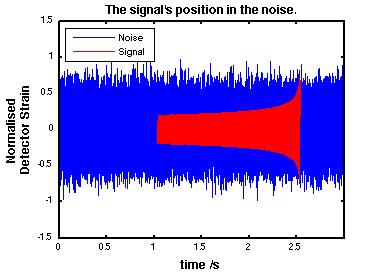 The signal's position in the noise.
1.5
Noise
Signal
1
0.5
0
-0.5
-1
-1.5
Normalised
Detector Strain
0 0.5 1 1.5 2 2.5
time /s